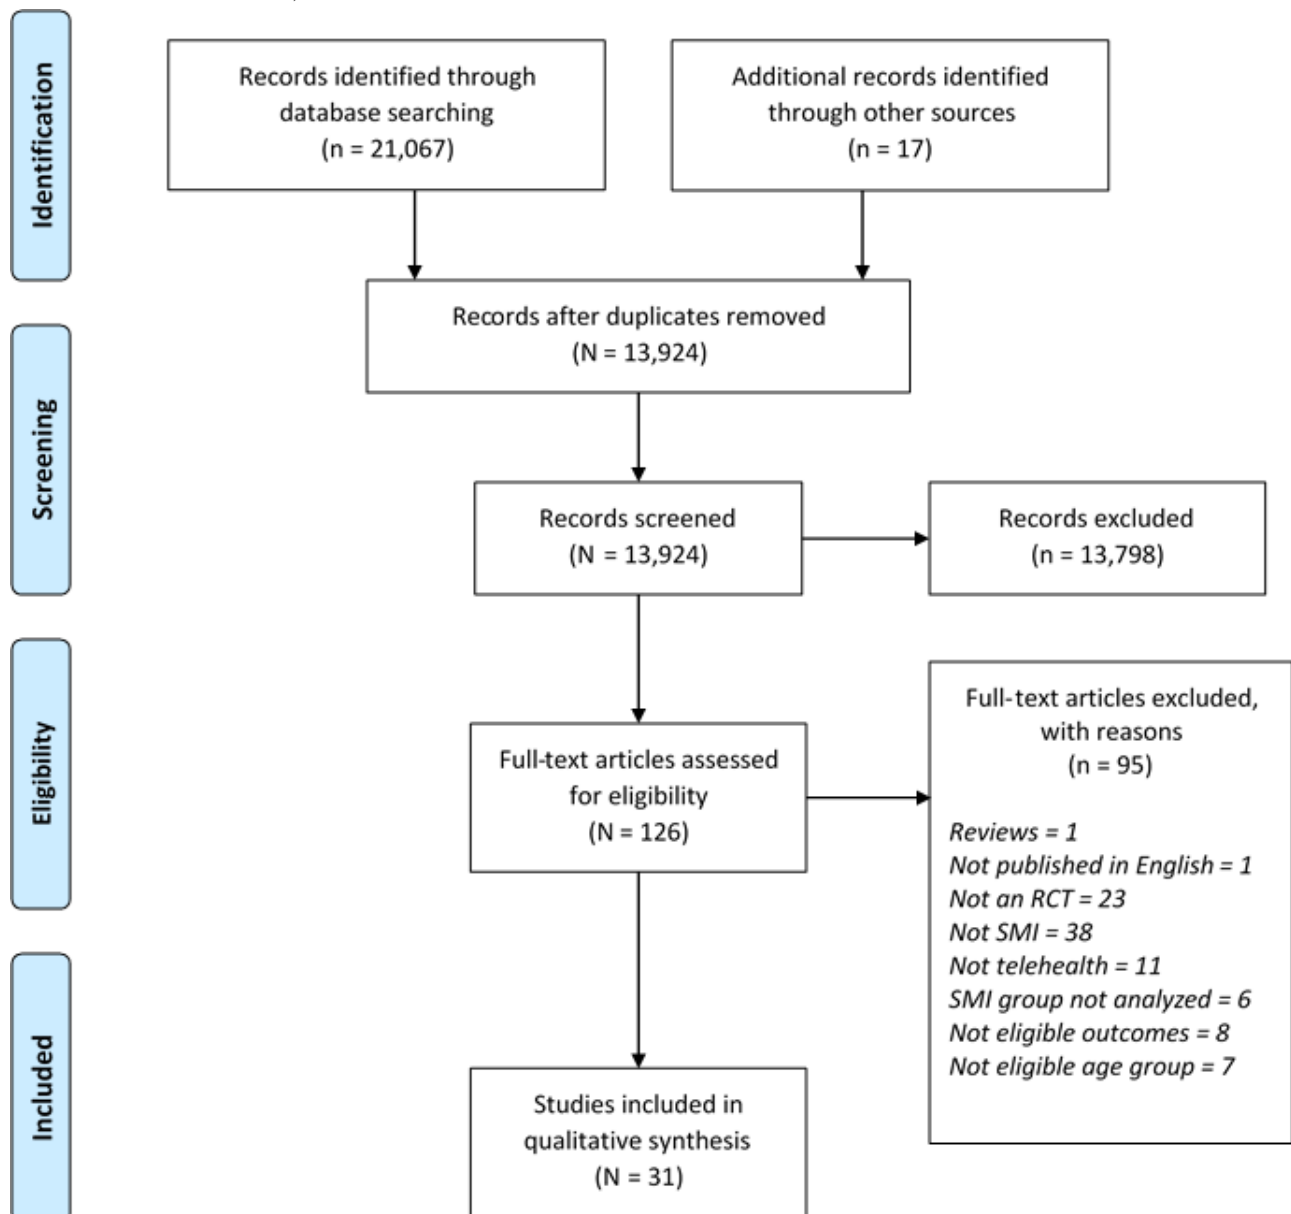 Identification
Records identified through
database searching
(n = 21,067)
Additional records identified
through other sources
(n = 17)
Records after duplicates removed
(N = 13,924)
Screening
Records screened
(N = 13,924)
Records excluded
(n = 13,798)
Eligibility
Full-text articles assessed
for eligibility
(N = 126)
Full-text articles excluded,
with reasons
(n = 95)
Reviews = 1
Not published in English = 1
Not an RCT = 23
Not SMI = 38
Not telehealth = 11
SMI group not analyzed = 6
Not eligible outcomes = 8
Not eligible age group = 7
Included
Studies included in
qualitative synthesis
(N = 31)